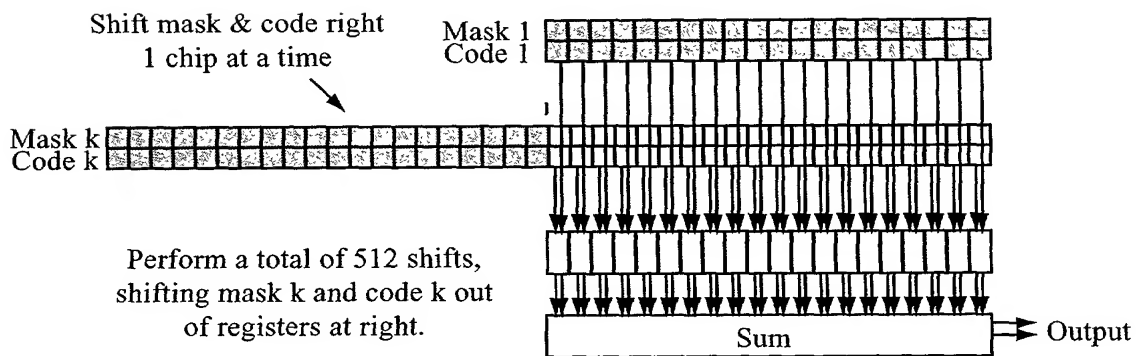 Shift mask & code right
1 chip at a time
Mask 1
Code 1
Mask k
Code k
Perform a total of 512 shifts,
shifting mask k and code k out
of registers at right.
Sum
Output